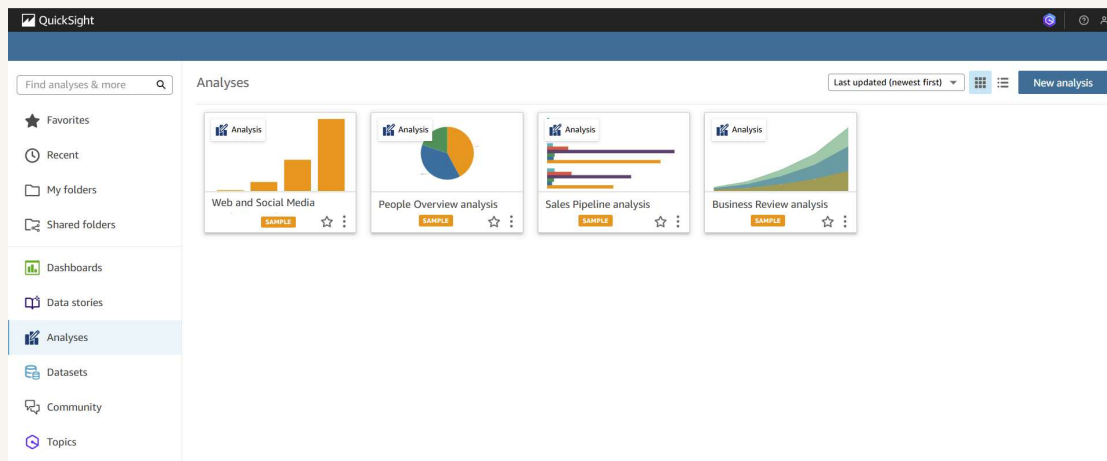 QuickSight
Find analyses & more
Favorites
Recent
My folders
Shared folders
Dashboards
Data stories
Analyses
Datasets
Community
Topics
Analyses
Last updated (newest first)
New analysis
Analysis
Web and Social Media
SAMPLE
Analysis
People Overview analysis
SAMPLE
Analysis
Sales Pipeline analysis
SAMPLE
Analysis
Business Review analysis
SAMPLE